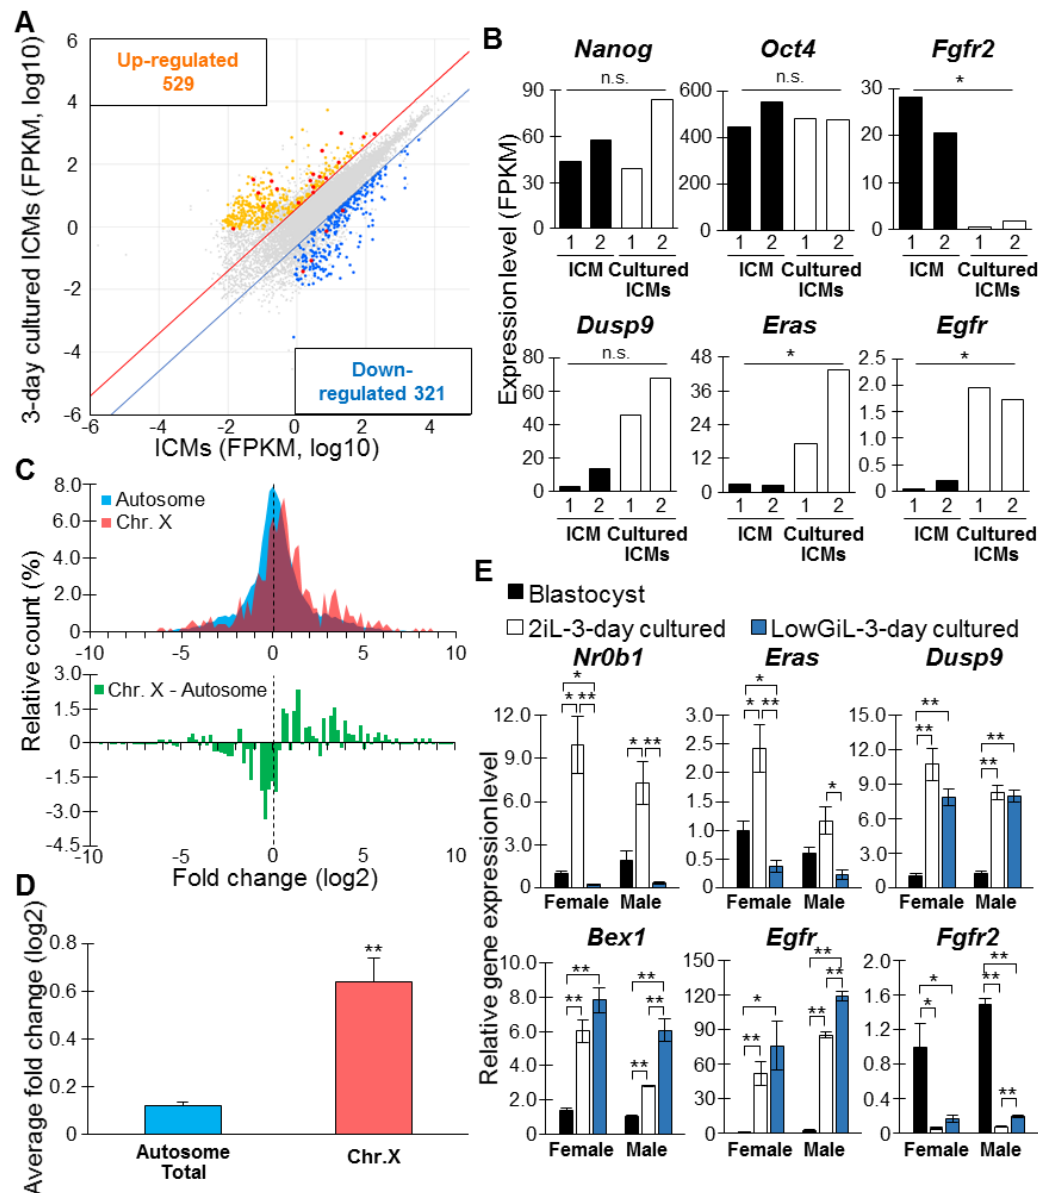 A
3-day cultured ICMs (FPKM, log10)
6
4
2
0
-2
-4
-6
Up-regulated
529
Down-
regulated 321
-6
-4
-2
0
2
4
ICMs (FPKM, log10)
B
Expression level (FPKM)
Nanog
n.s.
90
60
30
0
1 2 1 2
ICM Cultured
ICMs
Oct4
n.s.
600
400
200
0
1 2 1 2
ICM Cultured
ICMs
Fgfr2
*
30
20
10
0
1 2 1 2
ICM Cultured
ICMs
Dusp9
n.s.
80
60
40
20
0
1 2 1 2
ICM Cultured
ICMs
Eras
*
48
36
24
12
0
1 2 1 2
ICM Cultured
ICMs
Egfr
*
2.5
2.0
1.5
1.0
0.5
0
1 2 1 2
ICM Cultured
ICMs
C
Relative count (%)
8.0
6.0
4.0
2.0
0
Autosome
Chr. X
-10 -5 0 5 10
Chr. X - Autosome
1.5
0
-1.5
-3.0
-4.5
-10 -5 0 5 10
Fold change (log2)
D
Average fold change (log2)
0.8
0.6
0.4
0.2
0
**
Autosome
Total
Chr.X
E
Blastocyst
2iL-3-day cultured
LowGiL-3-day cultured
Relative gene expression level
Nr0b1
*
* **
* **
12.0
9.0
6.0
3.0
0
Female Male
Eras
*
* **
*
3.0
2.5
2.0
1.5
1.0
0.5
0
Female Male
Dusp9
** **
** **
15.0
12.0
9.0
6.0
3.0
0
Female Male
Bex1
** **
** **
**
10.0
8.0
6.0
4.0
2.0
0
Female Male
Egfr
**
* **
** **
150
120
90
60
30
0
Female Male
Fgfr2
**
* **
*
**
2.0
1.6
1.2
0.8
0.4
0
Female Male